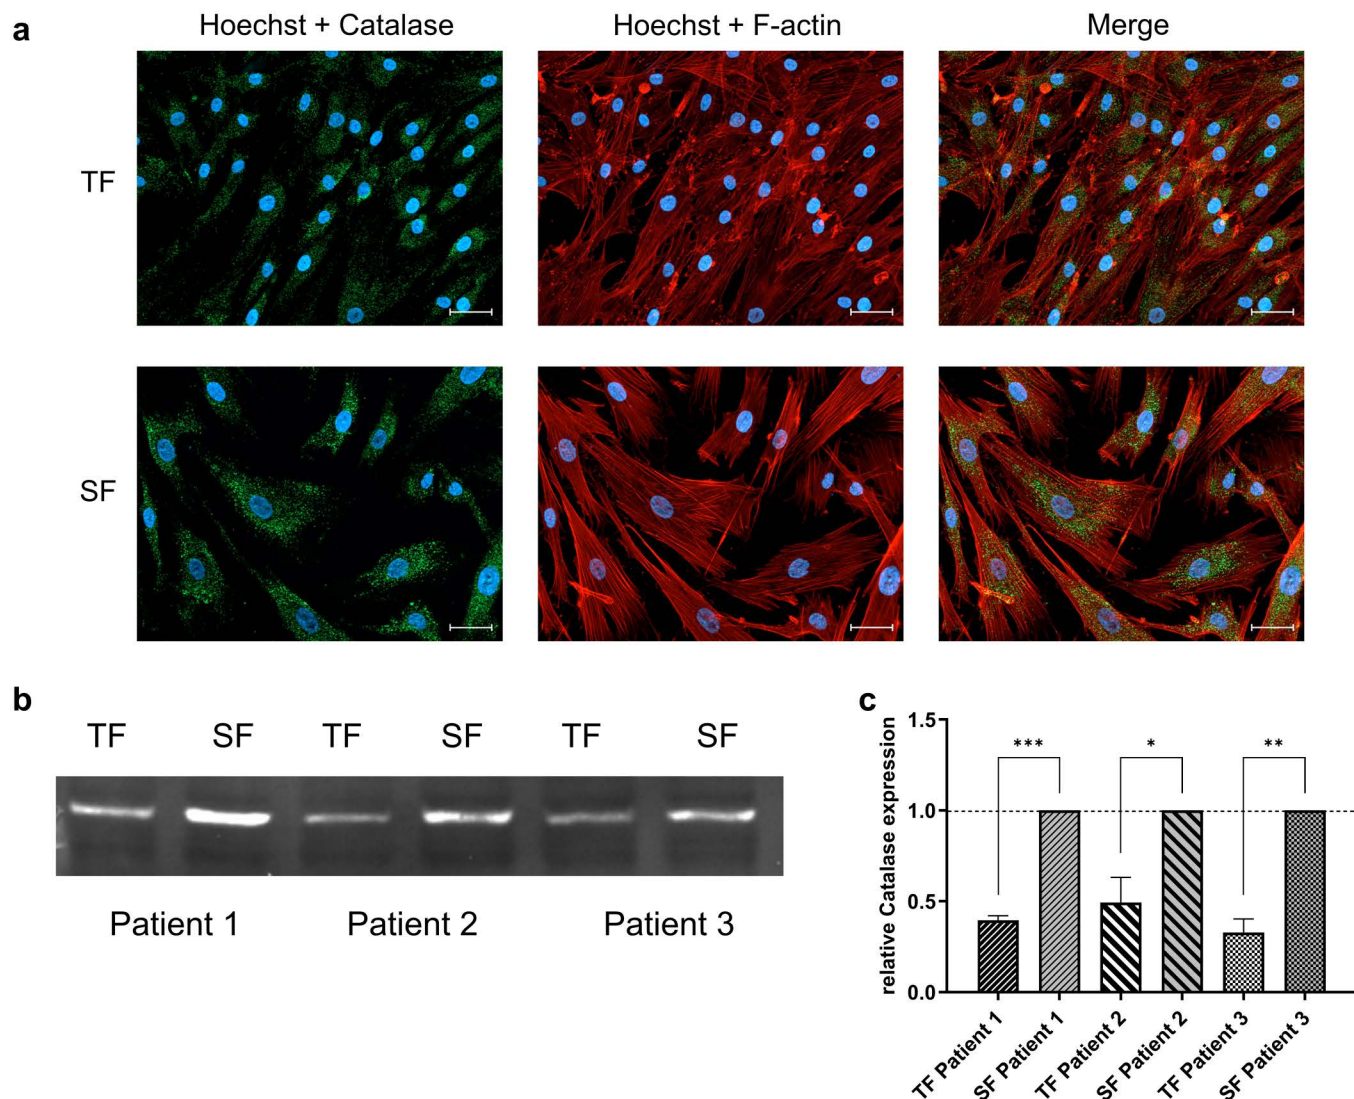 a
Hoechst + Catalase
Hoechst + F-actin
Merge
TF
SF
b
TF SF TF SF TF SF
Patient 1 Patient 2 Patient 3
c
relative Catalase expression
1.5
1.0
0.5
0.0
*** * **
TF Patient 1
SF Patient 1
TF Patient 2
SF Patient 2
TF Patient 3
SF Patient 3